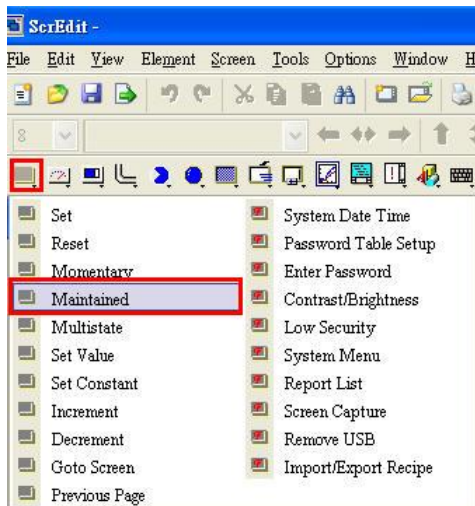 ScrEdit -
File Edit View Element Screen Tools Options Window H
8
Set
Reset
Momentary
Maintained
Multistate
Set Value
Set Constant
Increment
Decrement
Goto Screen
Previous Page
System Date Time
Password Table Setup
Enter Password
Contrast/Brightness
Low Security
System Menu
Report List
Screen Capture
Remove USB
Import/Export Recipe